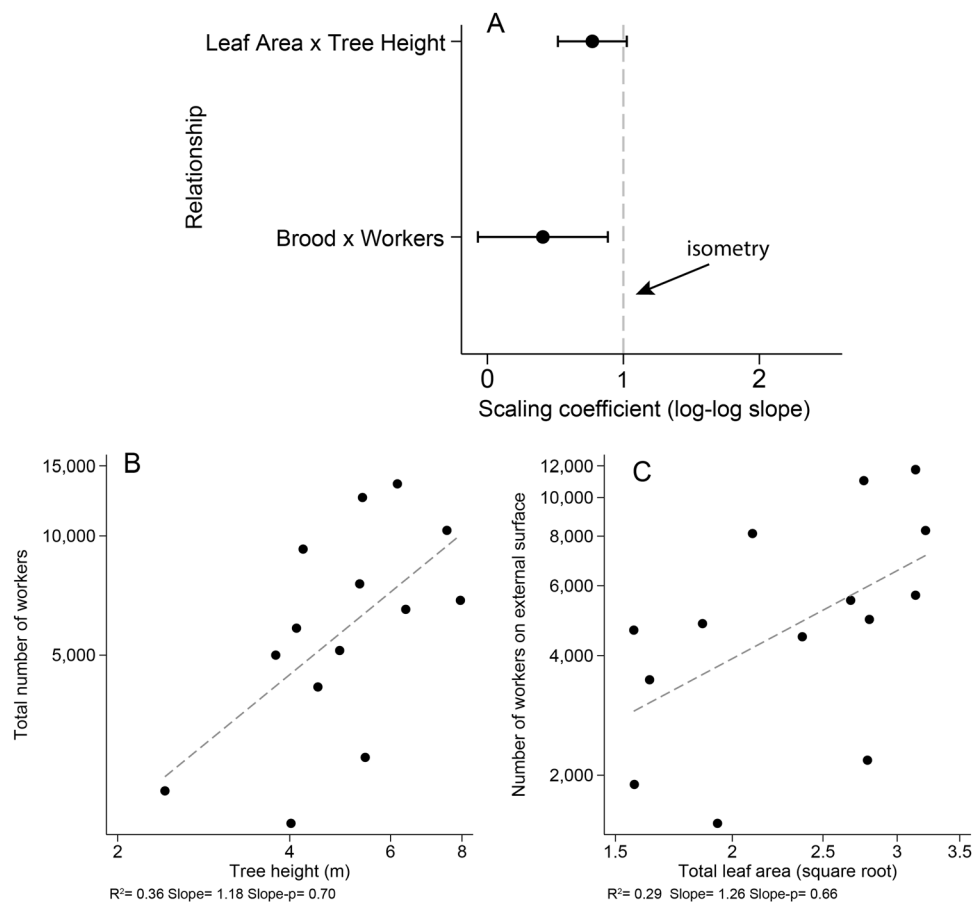 A
Leaf Area x Tree Height
Relationship
Brood x Workers
isometry
0 1 2
Scaling coefficient (log-log slope)
B
15,000
10,000
5,000
Total number of workers
2 4 6 8
Tree height (m)
R²= 0.36 Slope= 1.18 Slope-p= 0.70
C
12,000
10,000
8,000
6,000
4,000
2,000
Number of workers on external surface
1.5 2 2.5 3 3.5
Total leaf area (square root)
R²= 0.29 Slope= 1.26 Slope-p= 0.66